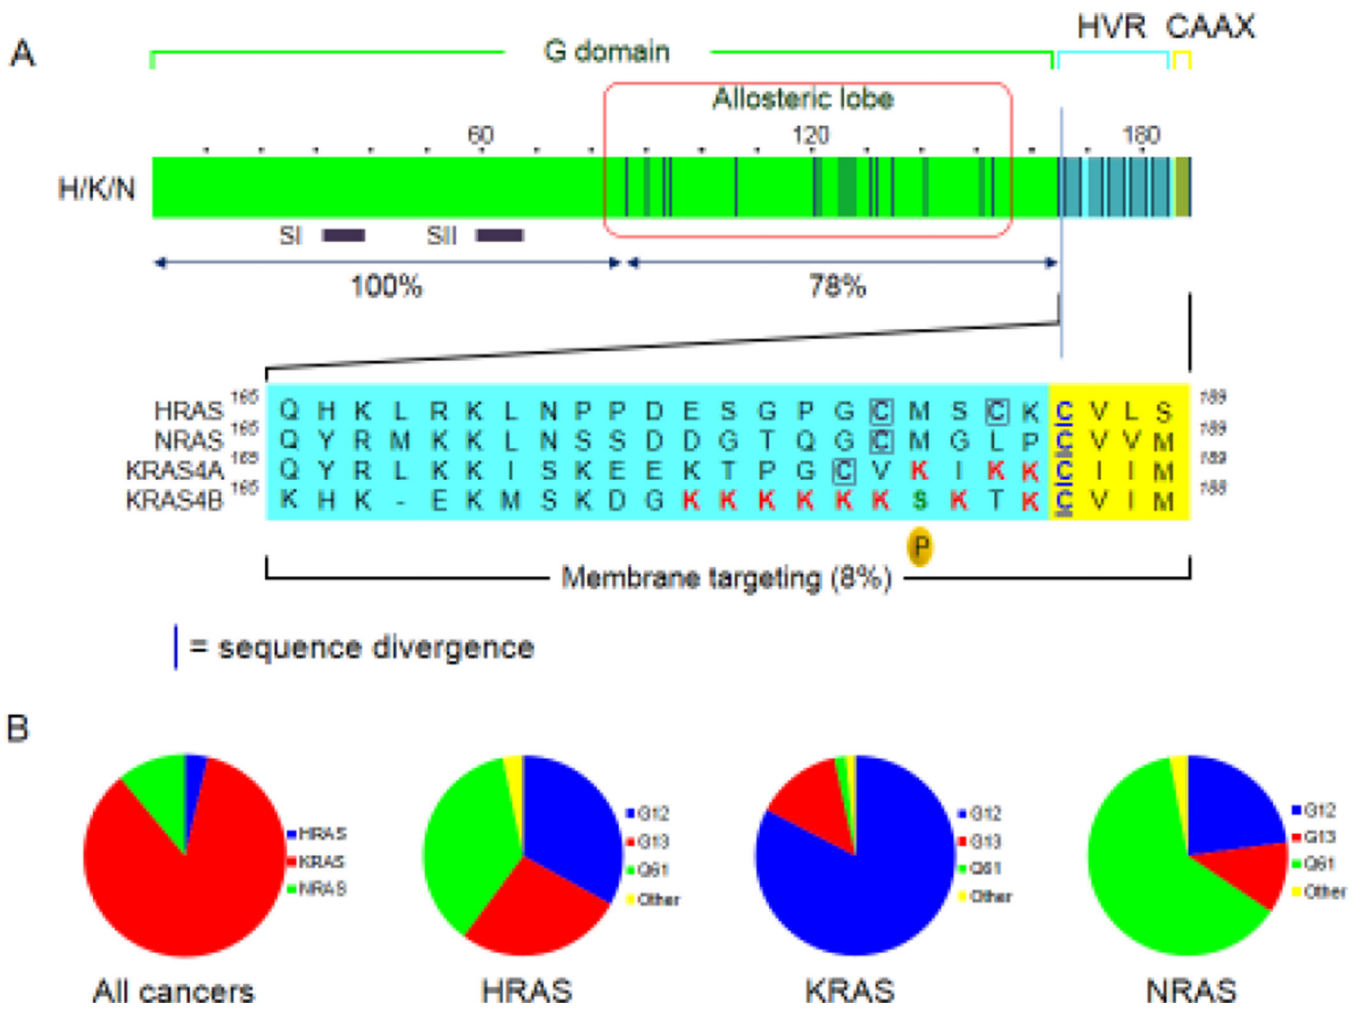 A
HVR CAAX
G domain
Allosteric lobe
60 120 180
H/K/N
SI SII
100% 78%
HRAS 165 Q H K L R K L N P P D E S G P G C M S C K C V L S 189
NRAS 165 Q Y R M K K L N S S D D G T Q G C M G L P C V V M 189
KRAS4A 165 Q Y R L K K I S K E E K T P G C V K I K K C I I M 189
KRAS4B 165 K H K - E K M S K D G K K K K K K S K T K C V I M 188
P
Membrane targeting (8%)
= sequence divergence
B
HRAS
KRAS
NRAS
All cancers
G12
G13
Q61
Other
HRAS
G12
G13
Q61
Other
KRAS
G12
G13
Q61
Other
NRAS